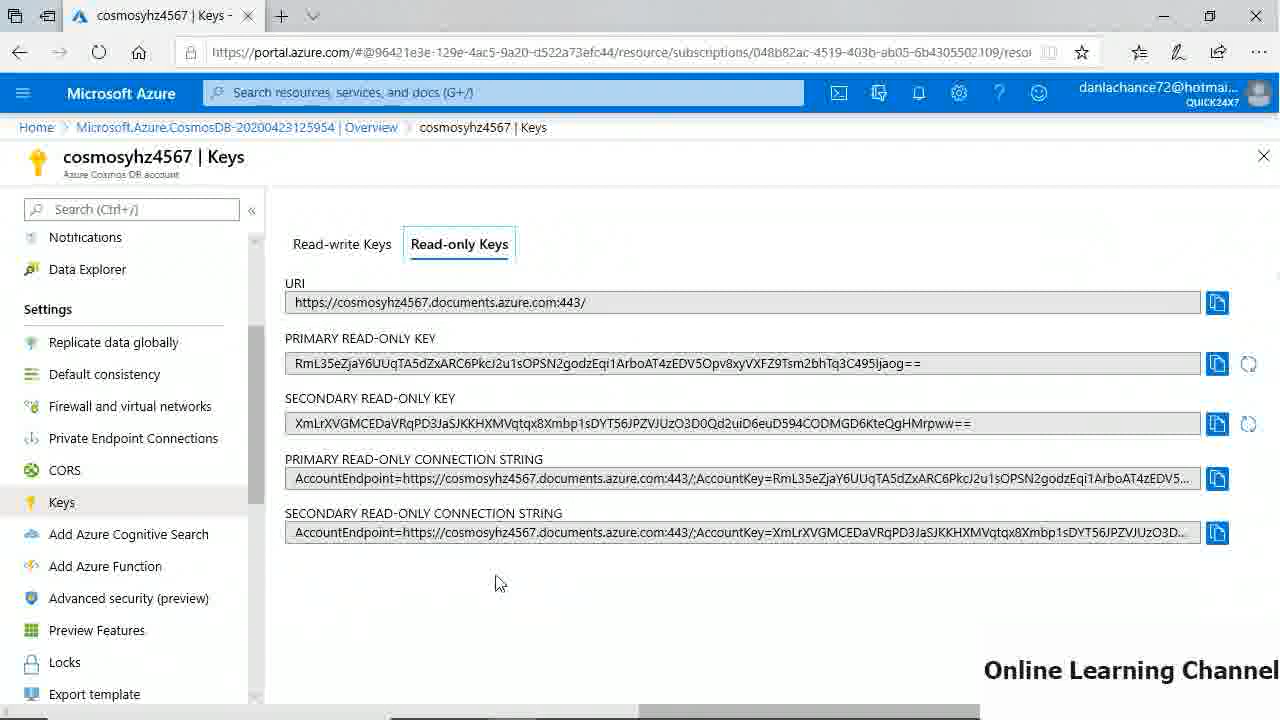 cosmosyhz4567 | Keys -
https://portal.azure.com/#@96421e3e-129e-4ac5-9a20-d522a73efc44/resource/subscriptions/048b82ac-4519-403b-ab05-6b4305502109/resou
Microsoft Azure
Search resources, services, and docs (G+/)
danlachance72@hotmai...
QUICK24X7
Home > Microsoft.Azure.CosmosDB-20200423125954 | Overview > cosmosyhz4567 | Keys
cosmosyhz4567 | Keys
Azure Cosmos DB account
Search (Ctrl+/)
Notifications
Data Explorer
Settings
Replicate data globally
Default consistency
Firewall and virtual networks
Private Endpoint Connections
CORS
Keys
Add Azure Cognitive Search
Add Azure Function
Advanced security (preview)
Preview Features
Locks
Export template
Read-write Keys
Read-only Keys
URI
https://cosmosyhz4567.documents.azure.com:443/
PRIMARY READ-ONLY KEY
RmL35eZjaY6UUqTA5dZxARC6PkcJ2u1sOPSN2godzEqi1ArboAT4zEDV5Opv8xyVXFZ9Tsm2bhTq3C495Ijaog==
SECONDARY READ-ONLY KEY
XmLrXVGMCEDaVRqPD3JaSJKKHXMVqtqx8Xmbp1sDYT56JPZVJUzO3D0Qd2uiD6euD594CODMGD6KteQgHMrpww==
PRIMARY READ-ONLY CONNECTION STRING
AccountEndpoint=https://cosmosyhz4567.documents.azure.com:443/;AccountKey=RmL35eZjaY6UUqTA5dZxARC6PkcJ2u1sOPSN2godzEqi1ArboAT4zEDV5...
SECONDARY READ-ONLY CONNECTION STRING
AccountEndpoint=https://cosmosyhz4567.documents.azure.com:443/;AccountKey=XmLrXVGMCEDaVRqPD3JaSJKKHXMVqtqx8Xmbp1sDYT56JPZVJUzO3D...
Online Learning Channel